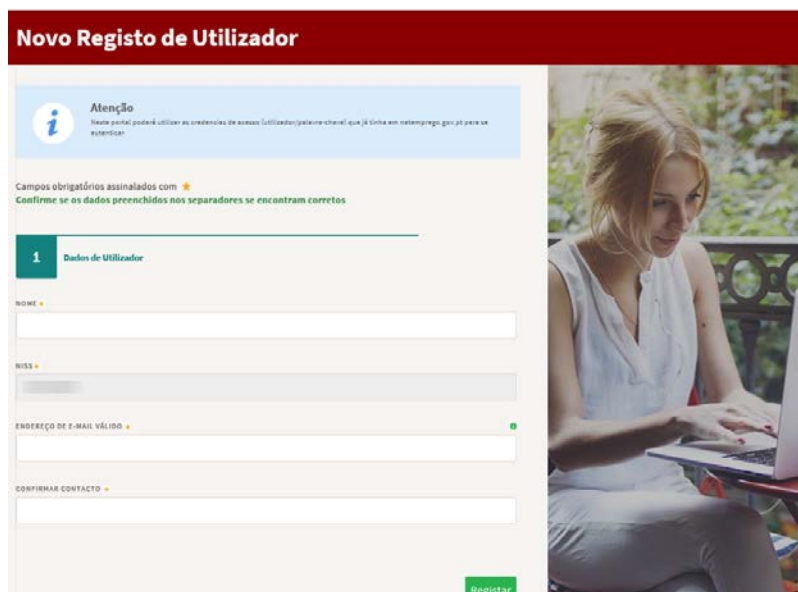 Novo Registo de Utilizador
Atenção
Neste portal poderá utilizar as credenciais de acesso (utilizador/palavra-chave) que já tinha em netemprego.gov.pt para se
autenticar
Campos obrigatórios assinalados com
Confirme se os dados preenchidos nos separadores se encontram corretos
1 Dados de Utilizador
NOME
NISS
ENDEREÇO DE E-MAIL VÁLIDO
CONFIRMAR CONTACTO
Registar